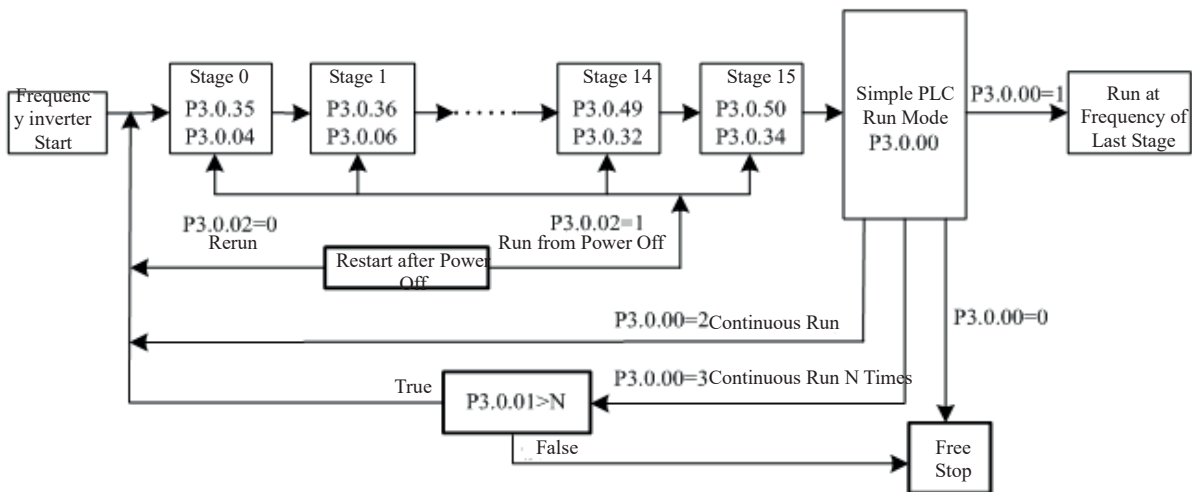 Frequenc
y inverter
Start
Stage 0
P3.0.35
P3.0.04
Stage 1
P3.0.36
P3.0.06
Stage 14
P3.0.49
P3.0.32
Stage 15
P3.0.50
P3.0.34
Simple PLC
Run Mode
P3.0.00
P3.0.00=1
Run at
Frequency of
Last Stage
P3.0.02=0
Rerun
P3.0.02=1
Run from Power Off
Restart after Power
Off
P3.0.00=2Continuous Run
P3.0.00=0
P3.0.00=3Continuous Run N Times
True
P3.0.01>N
False
Free
Stop